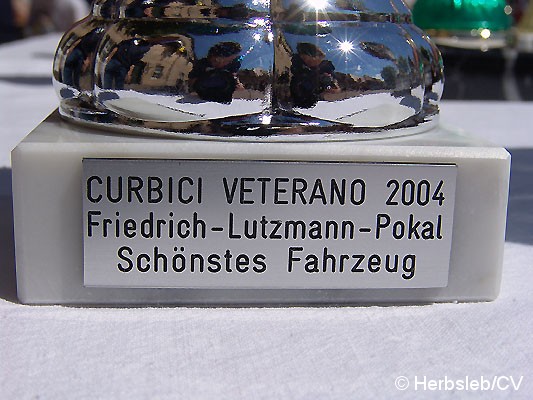 CURBICI VETERANO 2004
Friedrich-Lutzmann-Pokal
Schönstes Fahrzeug
© Herbsleb/CV